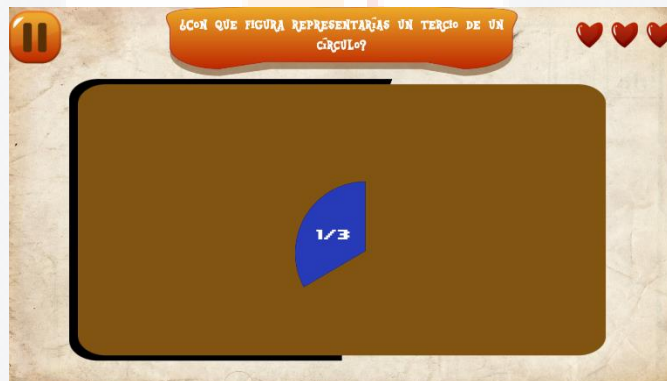 ¿CON QUE FIGURA REPRESENTARÍAS UN TERCIO DE UN
CÍRCULO?
1/3